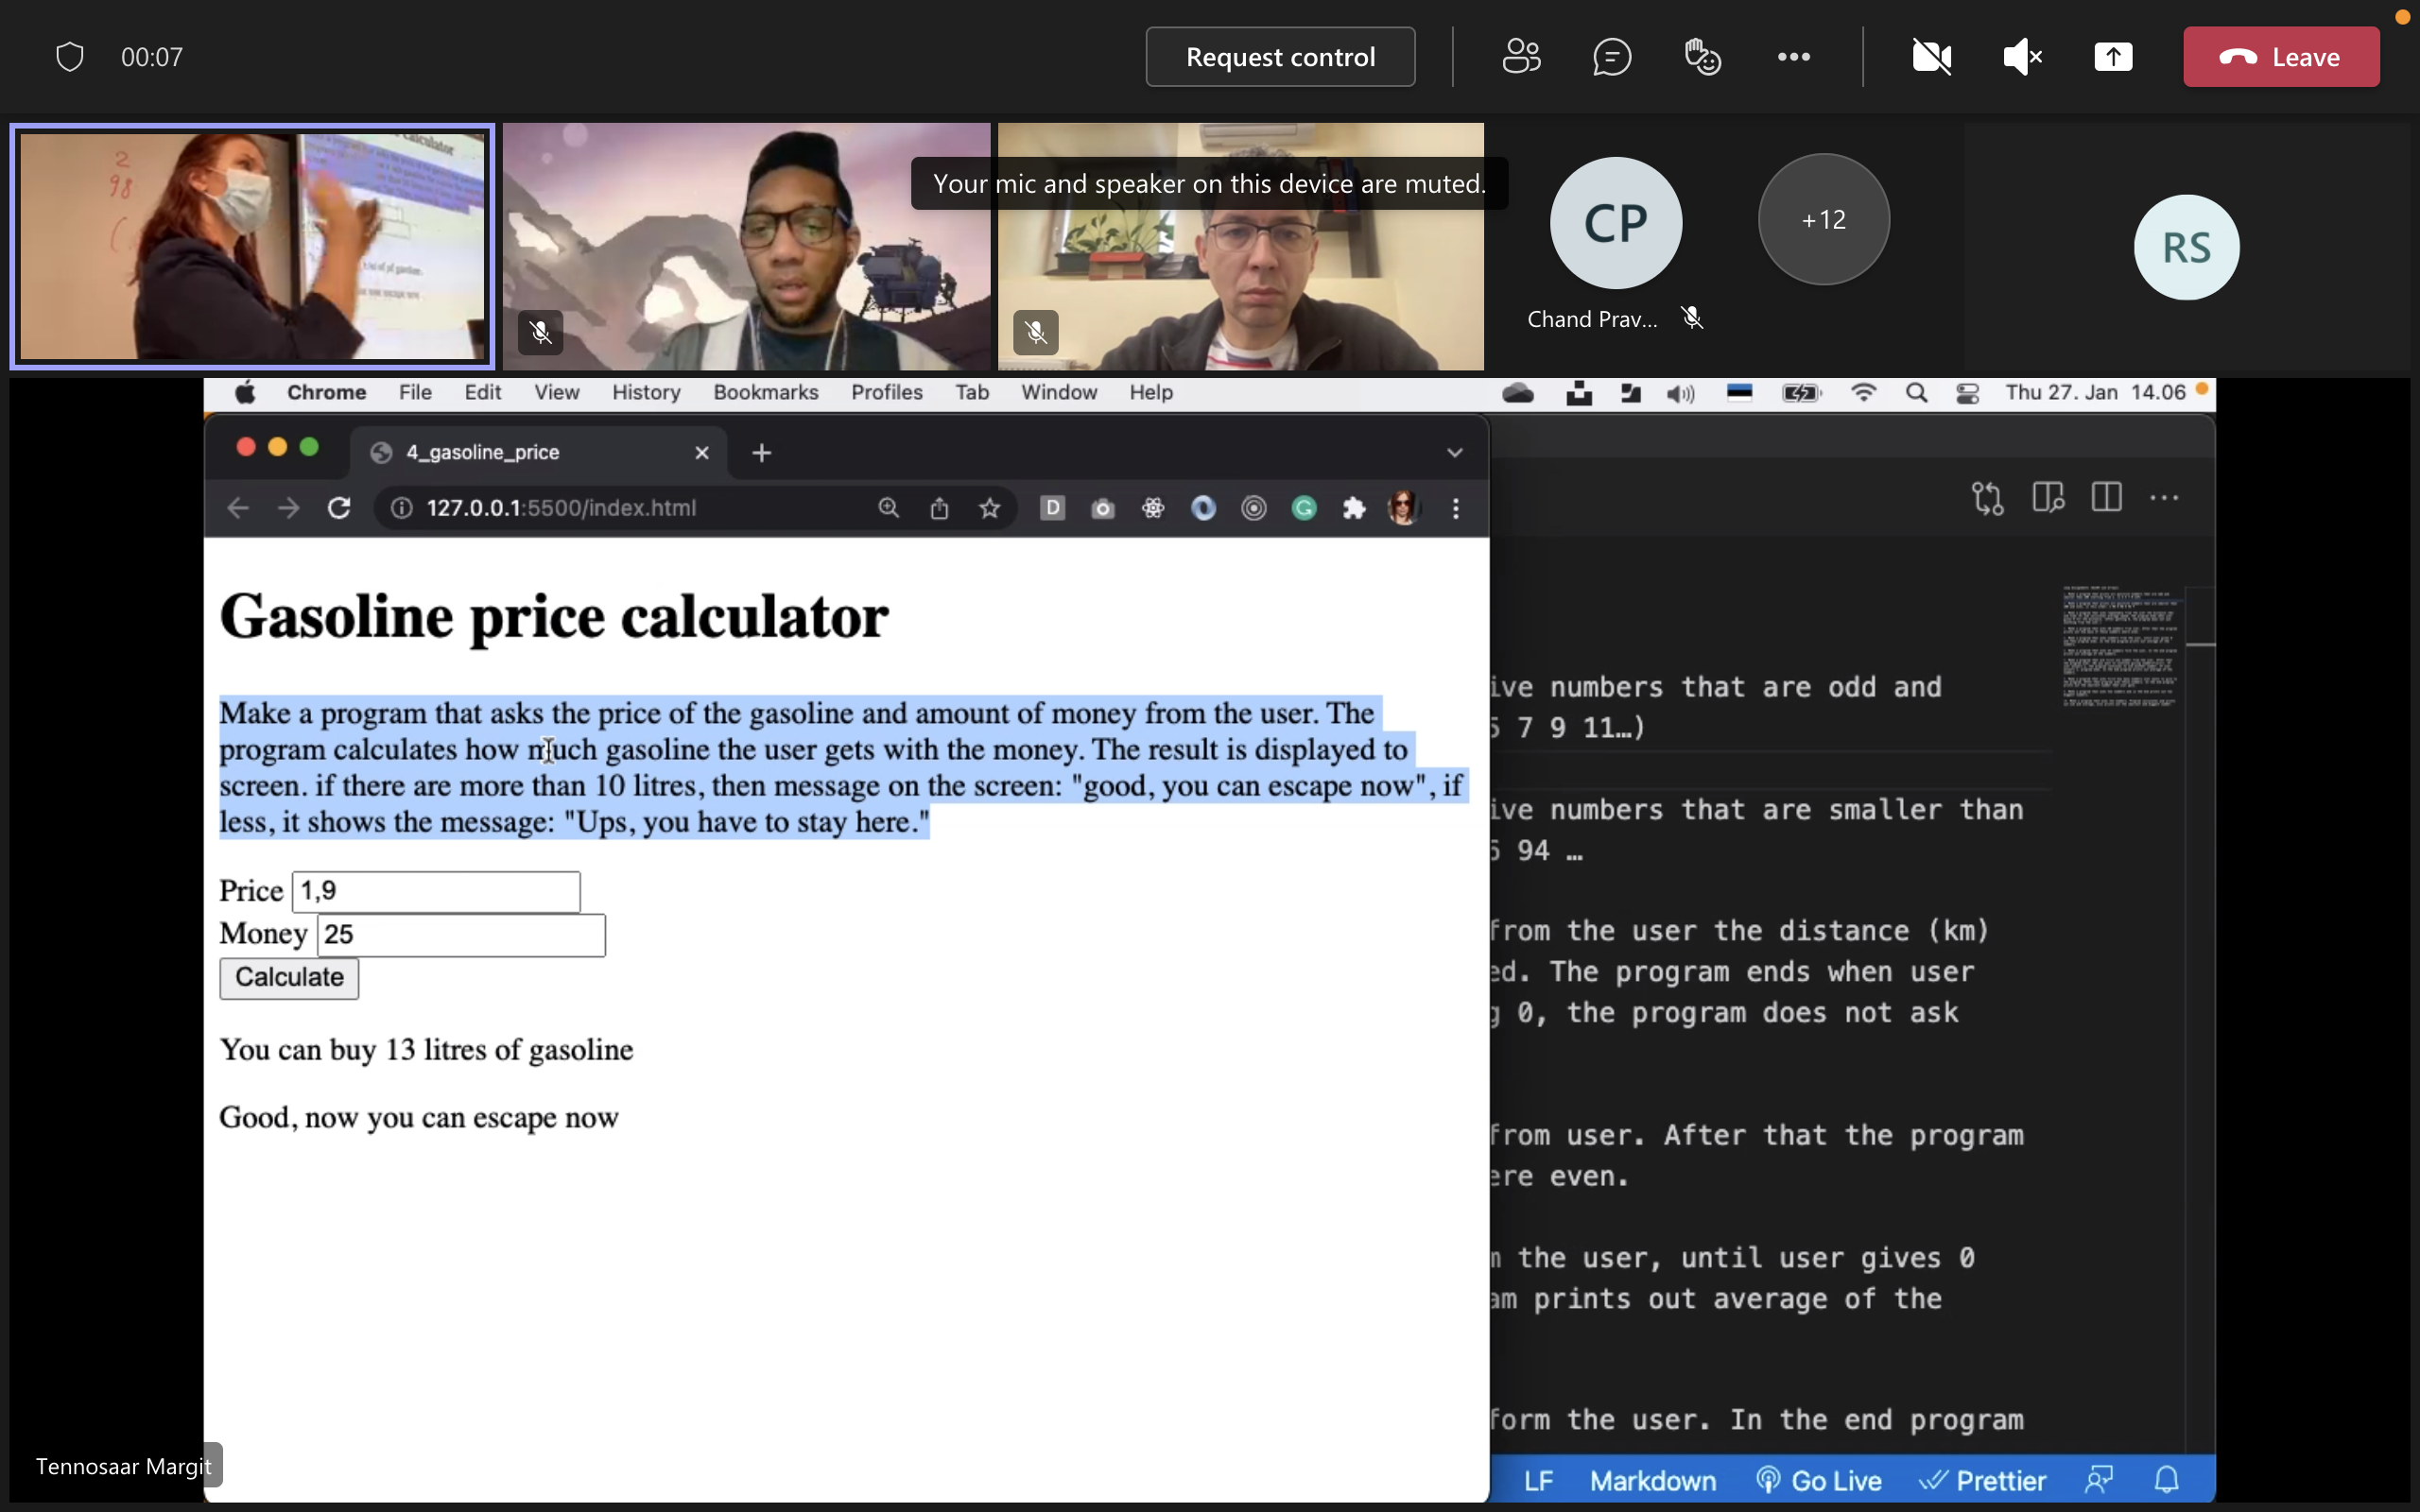 00:07
Request control
Leave
Your mic and speaker on this device are muted.
2
98
CP
+12
RS
Chand Prav...
Chrome File Edit View History Bookmarks Profiles Tab Window Help
Thu 27. Jan 14.06
4_gasoline_price
127.0.0.1:5500/index.html
D
G
Gasoline price calculator
Make a program that asks the price of the gasoline and amount of money from the user. The
program calculates how much gasoline the user gets with the money. The result is displayed to
screen. if there are more than 10 litres, then message on the screen: "good, you can escape now", if
less, it shows the message: "Ups, you have to stay here."
Price 1,9
Money 25
Calculate
You can buy 13 litres of gasoline
Good, now you can escape now
ive numbers that are odd and
5 7 9 11…)
ive numbers that are smaller than
6 94 …
from the user the distance (km)
ed. The program ends when user
g 0, the program does not ask
from user. After that the program
ere even.
n the user, until user gives 0
am prints out average of the
form the user. In the end program
LF Markdown Go Live Prettier
Tennosaar Margit